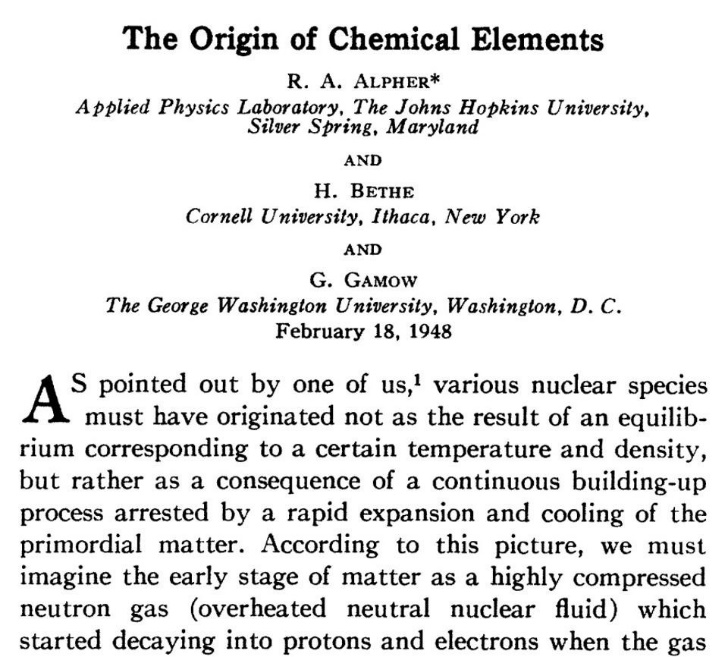 The Origin of Chemical Elements
R. A. ALPHER*
Applied Physics Laboratory, The Johns Hopkins University,
Silver Spring, Maryland
AND
H. BETHE
Cornell University, Ithaca, New York
AND
G. GAMOW
The George Washington University, Washington, D. C.
February 18, 1948
AS pointed out by one of us,¹ various nuclear species
must have originated not as the result of an equilib-
rium corresponding to a certain temperature and density,
but rather as a consequence of a continuous building-up
process arrested by a rapid expansion and cooling of the
primordial matter. According to this picture, we must
imagine the early stage of matter as a highly compressed
neutron gas (overheated neutral nuclear fluid) which
started decaying into protons and electrons when the gas